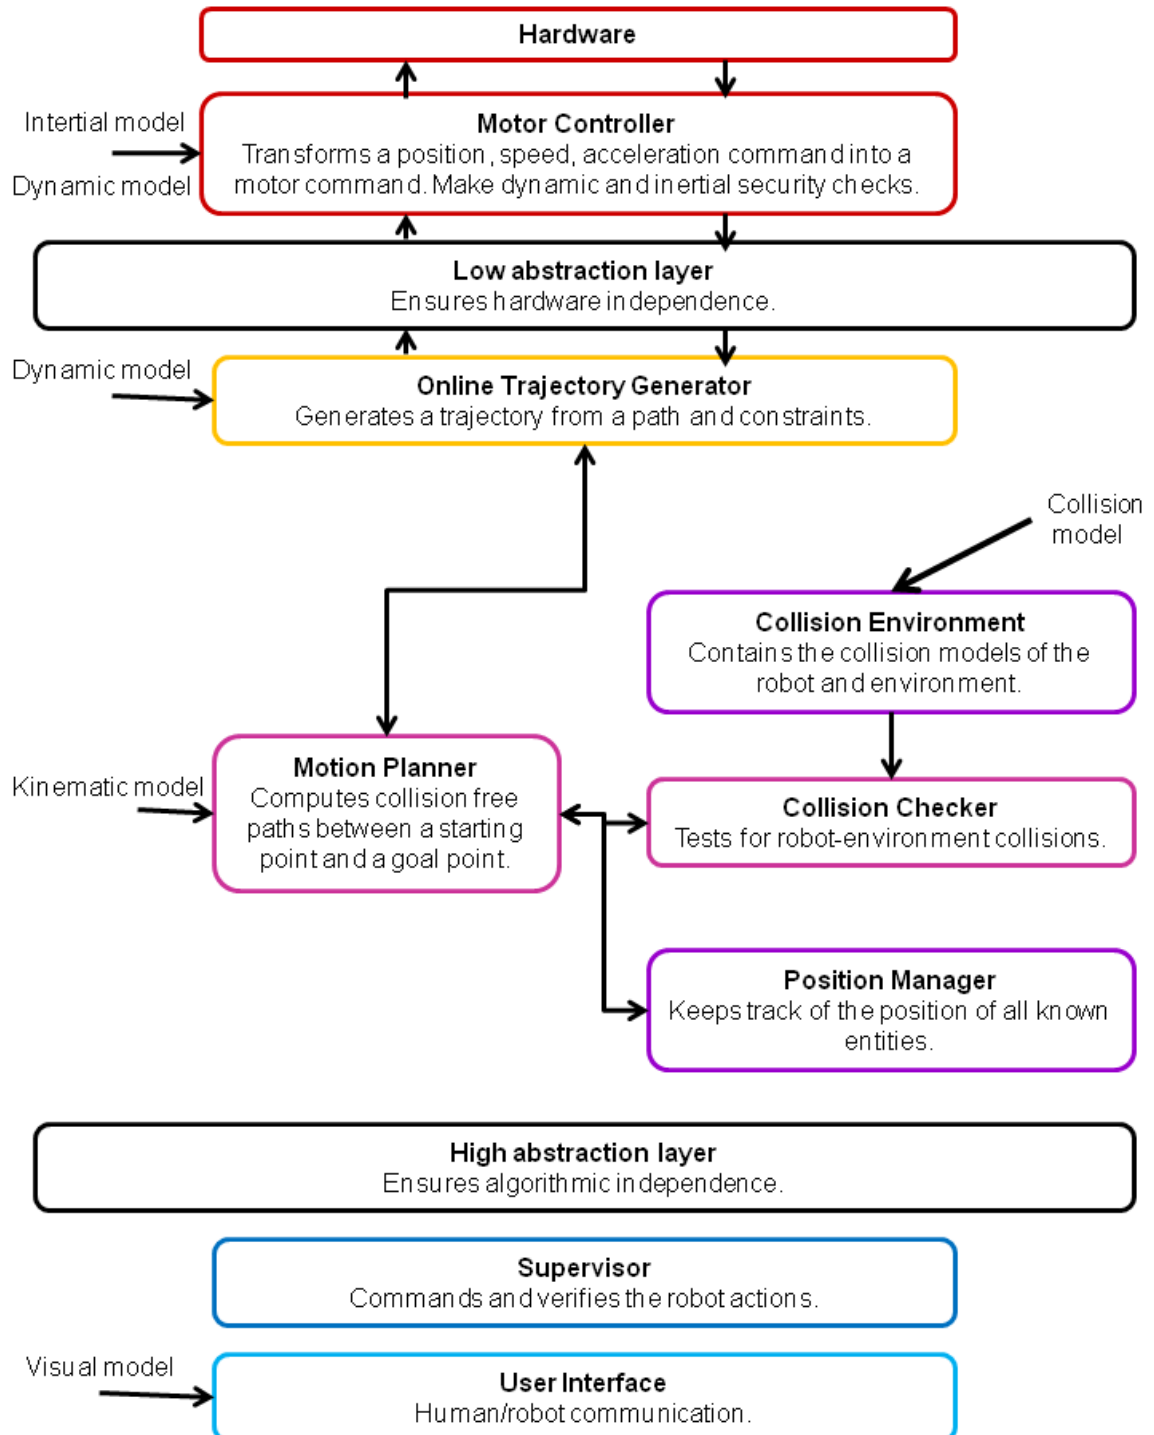 Hardware
Intertial model
Dynamic model
Motor Controller
Transforms a position, speed, acceleration command into a
motor command. Make dynamic and inertial security checks.
Low abstraction layer
Ensures hardware independence.
Dynamic model
Online Trajectory Generator
Generates a trajectory from a path and constraints.
Collision
model
Collision Environment
Contains the collision models of the
robot and environment.
Kinematic model
Motion Planner
Computes collision free
paths between a starting
point and a goal point.
Collision Checker
Tests for robot-environment collisions.
Position Manager
Keeps track of the position of all known
entities.
High abstraction layer
Ensures algorithmic independence.
Supervisor
Commands and verifies the robot actions.
Visual model
User Interface
Human/robot communication.